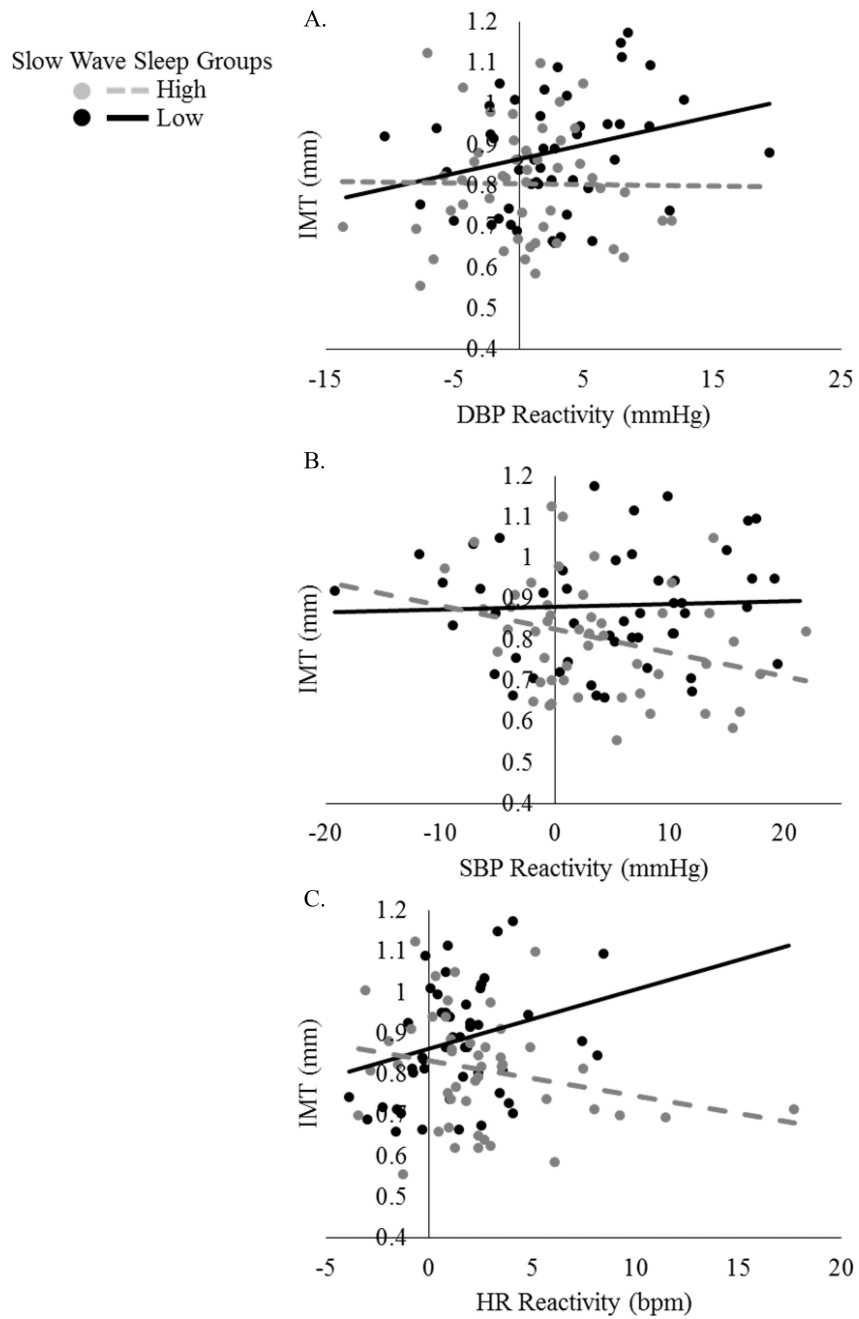 A.
Slow Wave Sleep Groups
High
Low
1.2
1.1
1
0.9
0.8
0.7
0.6
0.5
0.4
IMT (mm)
-15 -5 5 15 25
DBP Reactivity (mmHg)
B.
1.2
1.1
1
0.9
0.8
0.7
0.6
0.5
0.4
IMT (mm)
-20 -10 0 10 20
SBP Reactivity (mmHg)
C.
1.2
1.1
1
0.9
0.8
0.7
0.6
0.5
0.4
IMT (mm)
-5 0 5 10 15 20
HR Reactivity (bpm)